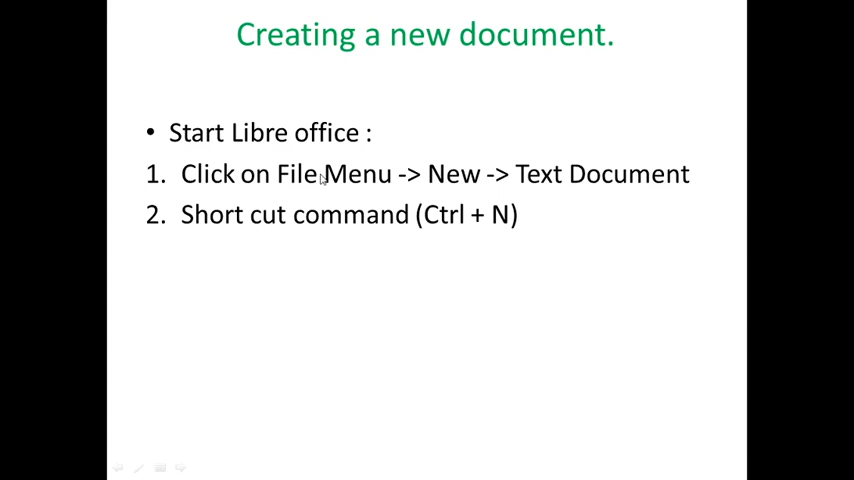 Creating a new document.
• Start Libre office :
1. Click on File Menu -> New -> Text Document
2. Short cut command (Ctrl + N)